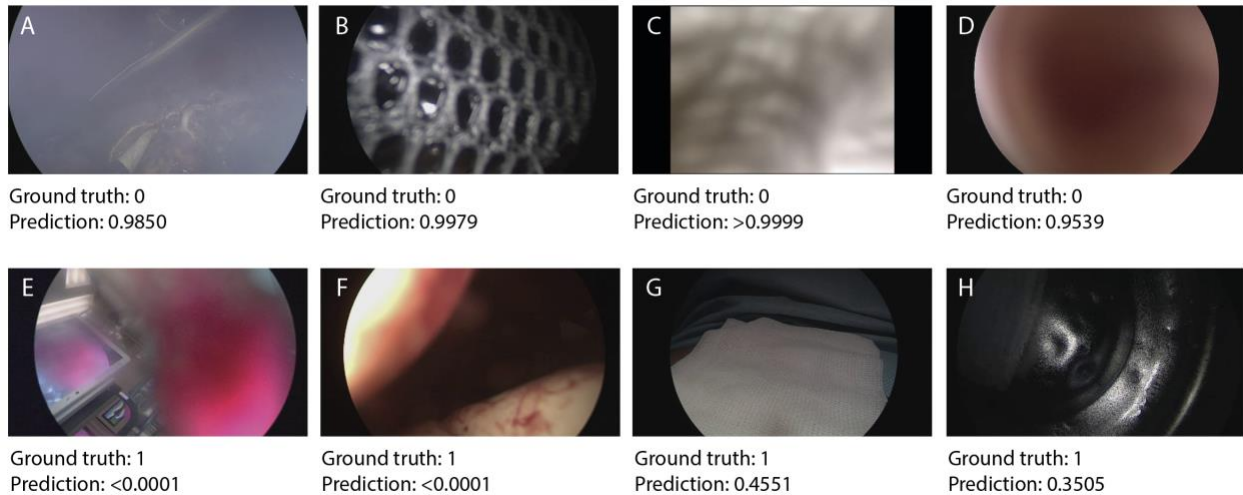 A
B
C
D
Ground truth: 0
Prediction: 0.9850
Ground truth: 0
Prediction: 0.9979
Ground truth: 0
Prediction: >0.9999
Ground truth: 0
Prediction: 0.9539
E
F
G
H
Ground truth: 1
Prediction: <0.0001
Ground truth: 1
Prediction: <0.0001
Ground truth: 1
Prediction: 0.4551
Ground truth: 1
Prediction: 0.3505